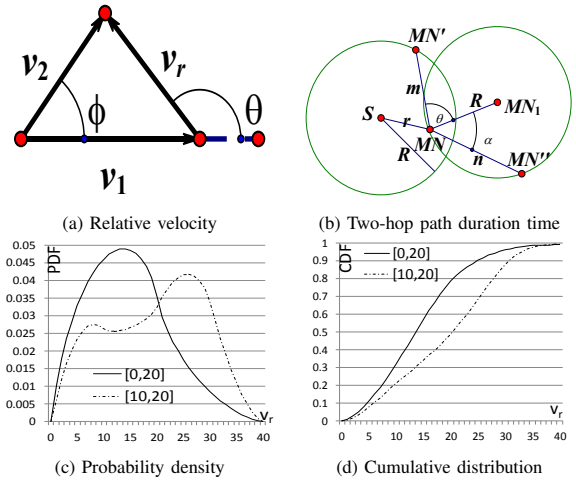 v2
vr
ϕ
θ
v1
(a) Relative velocity
MN'
m
S
r
θ
R
MN1
MN
R
n
α
MN''
(b) Two-hop path duration time
PDF
0.05
0.045
0.04
0.035
0.03
0.025
0.02
0.015
0.01
0.005
0
[0,20]
[10,20]
0 5 10 15 20 25 30 35 40
vr
(c) Probability density
CDF
1
0.9
0.8
0.7
0.6
0.5
0.4
0.3
0.2
0.1
0
[0,20]
[10,20]
0 5 10 15 20 25 30 35 40
vr
(d) Cumulative distribution